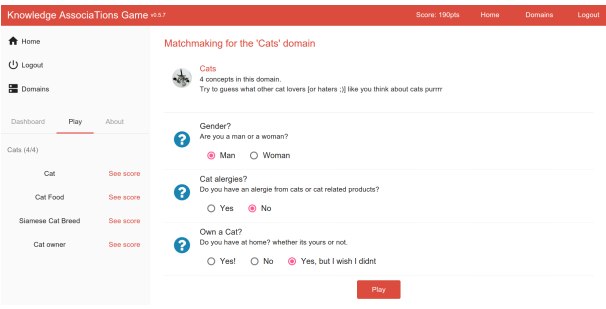 Knowledge AssociaTions Game v0.5.7
Score: 190pts Home Domains Logout
Home
Logout
Domains
Dashboard Play About
Cats (4/4)
Cat See score
Cat Food See score
Siamese Cat Breed See score
Cat owner See score
Matchmaking for the 'Cats' domain
Cats
4 concepts in this domain.
Try to guess what other cat lovers [or haters ;)] like you think about cats purrrr
Gender?
Are you a man or a woman?
Man Woman
Cat alergies?
Do you have an alergie from cats or cat related products?
Yes No
Own a Cat?
Do you have at home? whether its yours or not.
Yes! No Yes, but I wish I didnt
Play